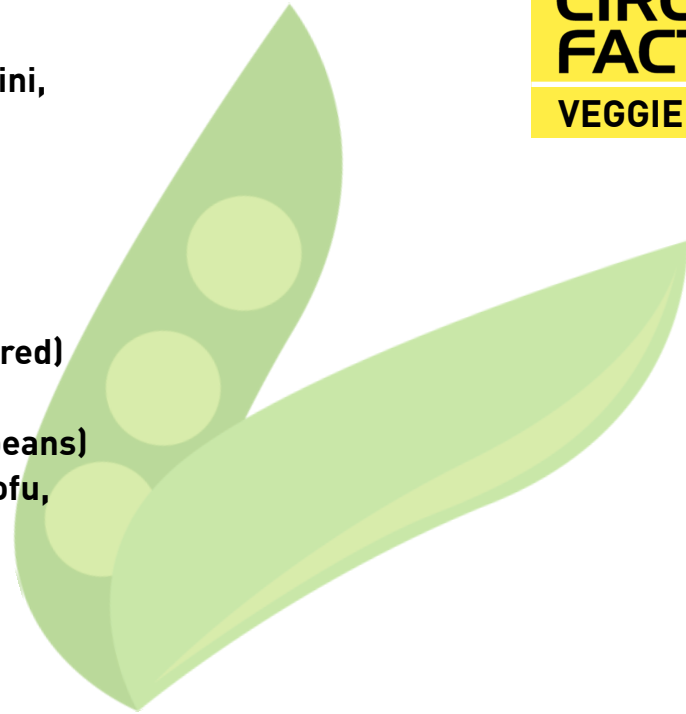 ini,
red)
eans)
ofu,
CIRC
FACT
VEGGIE